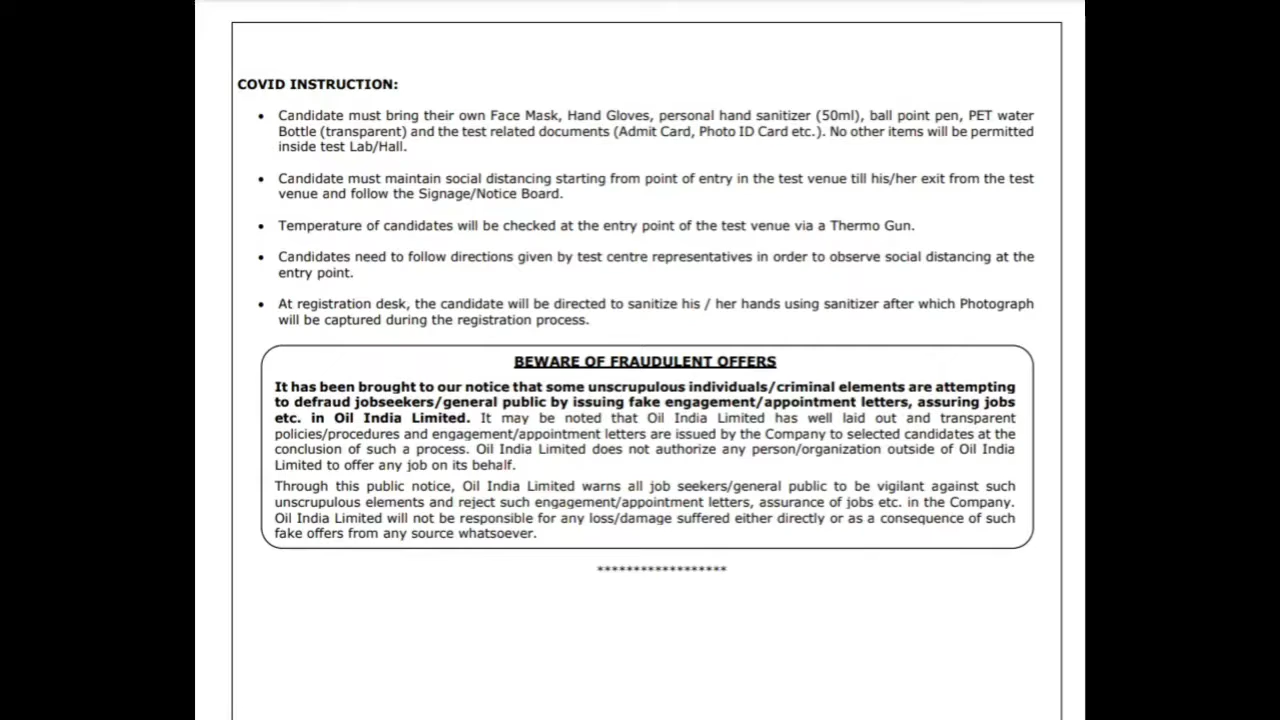 COVID INSTRUCTION:
• Candidate must bring their own Face Mask, Hand Gloves, personal hand sanitizer (50ml), ball point pen, PET water
Bottle (transparent) and the test related documents (Admit Card, Photo ID Card etc.). No other items will be permitted
inside test Lab/Hall.
• Candidate must maintain social distancing starting from point of entry in the test venue till his/her exit from the test
venue and follow the Signage/Notice Board.
• Temperature of candidates will be checked at the entry point of the test venue via a Thermo Gun.
• Candidates need to follow directions given by test centre representatives in order to observe social distancing at the
entry point.
• At registration desk, the candidate will be directed to sanitize his / her hands using sanitizer after which Photograph
will be captured during the registration process.
BEWARE OF FRAUDULENT OFFERS
It has been brought to our notice that some unscrupulous individuals/criminal elements are attempting
to defraud jobseekers/general public by issuing fake engagement/appointment letters, assuring jobs
etc. in Oil India Limited. It may be noted that Oil India Limited has well laid out and transparent
policies/procedures and engagement/appointment letters are issued by the Company to selected candidates at the
conclusion of such a process. Oil India Limited does not authorize any person/organization outside of Oil India
Limited to offer any job on its behalf.
Through this public notice, Oil India Limited warns all job seekers/general public to be vigilant against such
unscrupulous elements and reject such engagement/appointment letters, assurance of jobs etc. in the Company.
Oil India Limited will not be responsible for any loss/damage suffered either directly or as a consequence of such
fake offers from any source whatsoever.
******************